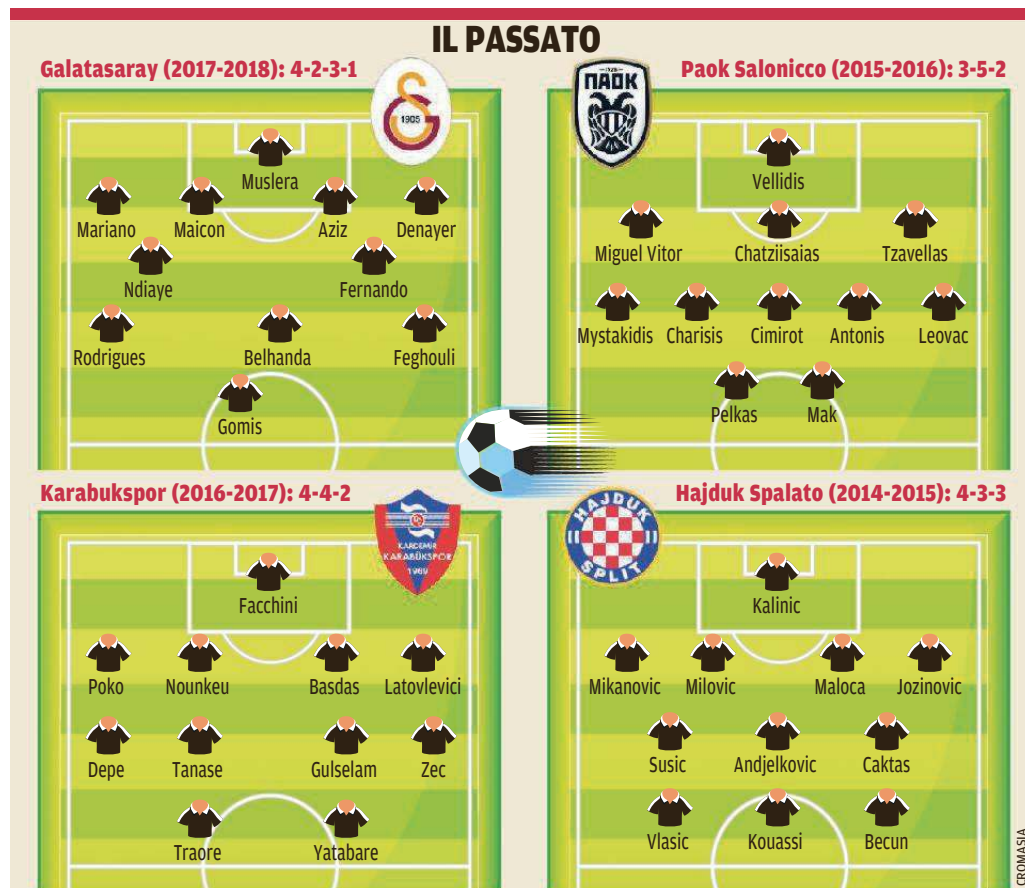 IL PASSATO
Galatasaray (2017-2018): 4-2-3-1
1905
Muslera
Mariano Maicon Aziz Denayer
Ndiaye Fernando
Rodrigues Belhanda Feghouli
Gomis
Paok Salonicco (2015-2016): 3-5-2
ΠΑΟΚ
Vellidis
Miguel Vitor Chatziisaias Tzavellas
Mystakidis Charisis Cimirot Antonis Leovac
Pelkas Mak
Karabukspor (2016-2017): 4-4-2
KARDEMİR
KARABÜKSPOR
1969
Facchini
Poko Nounkeu Basdas Latovlevici
Depe Tanase Gulselam Zec
Traore Yatabare
Hajduk Spalato (2014-2015): 4-3-3
HAJDUK
SPLIT
Kalinic
Mikanovic Milovic Maloca Jozinovic
Susic Andjelkovic Caktas
Vlasic Kouassi Becun
CROMASIA